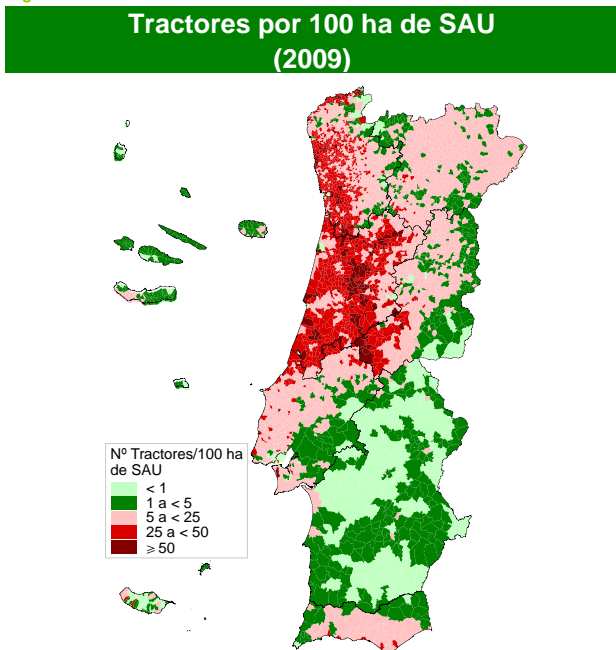 Tractores por 100 ha de SAU
(2009)
Nº Tractores/100 ha
de SAU
< 1
1 a < 5
5 a < 25
25 a < 50
⩾ 50